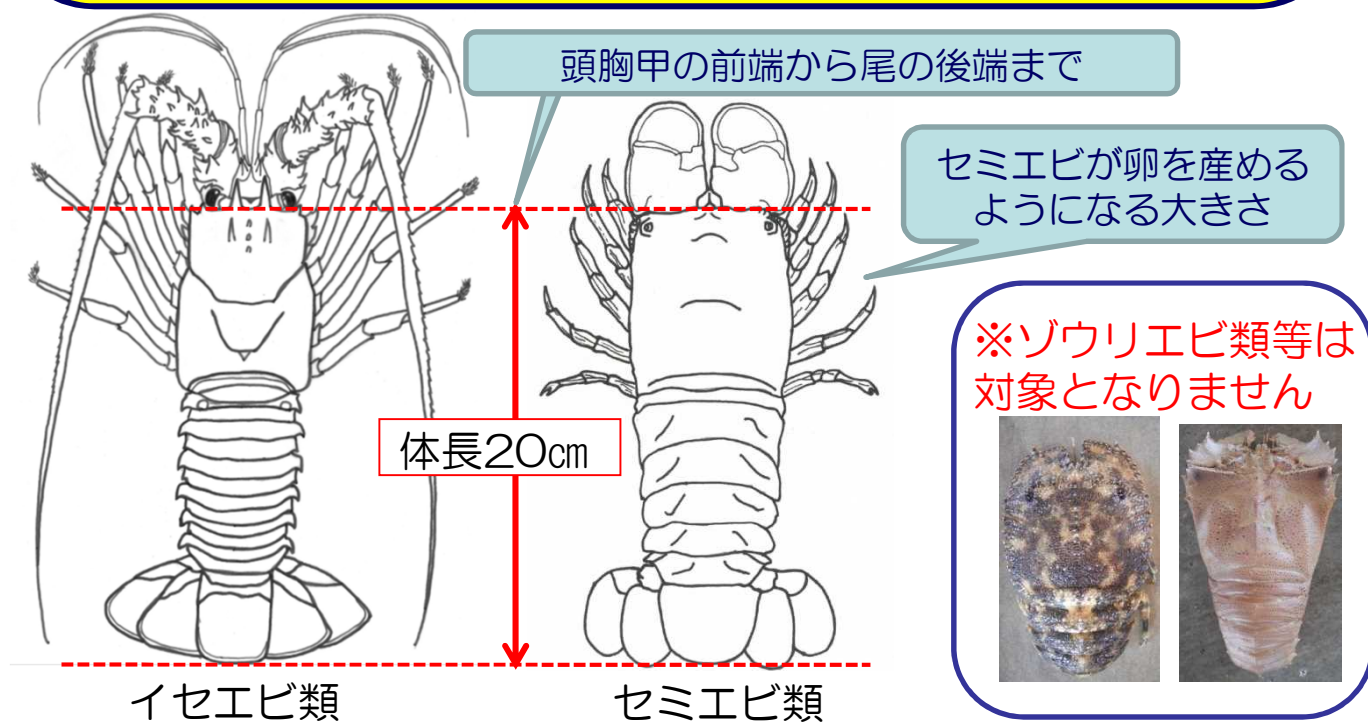 頭胸甲の前端から尾の後端まで
セミエビが卵を産める
ようになる大きさ
※ゾウリエビ類等は
対象となりません
体長20㎝
イセエビ類
セミエビ類